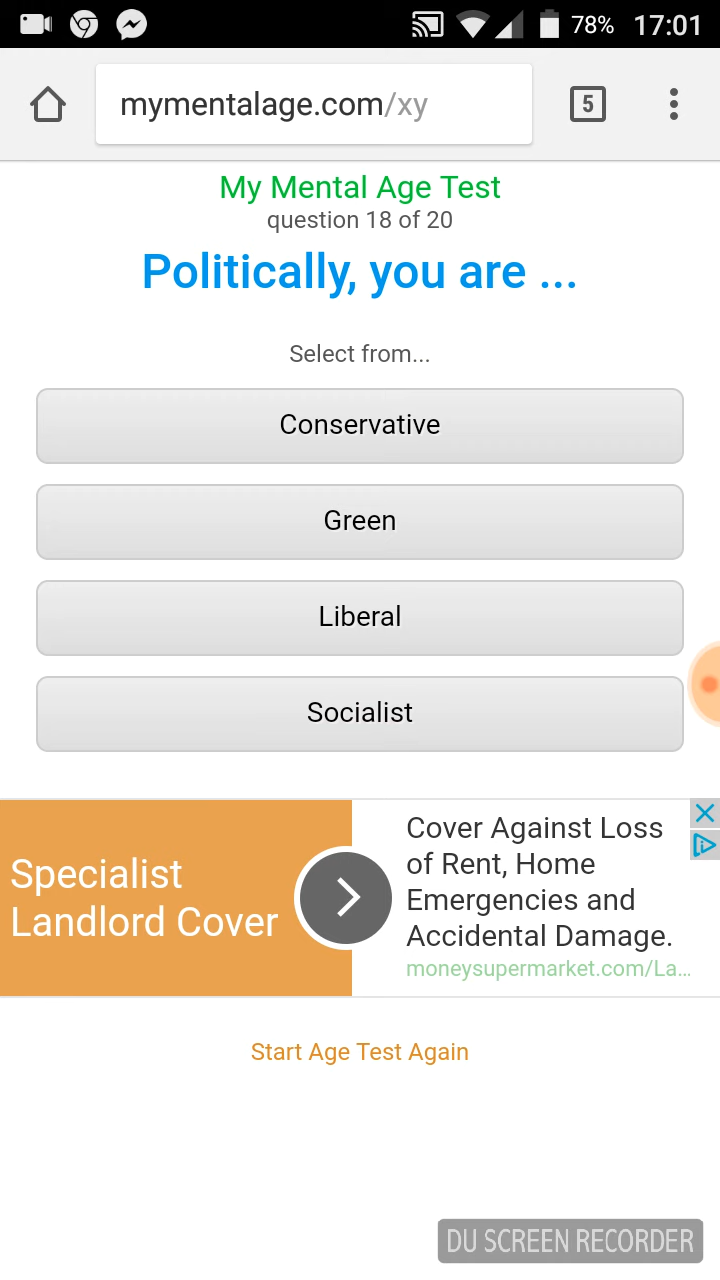 78% 17:01
mymentalage.com/xy
5
My Mental Age Test
question 18 of 20
Politically, you are ...
Select from...
Conservative
Green
Liberal
Socialist
Specialist
Landlord Cover
Cover Against Loss
of Rent, Home
Emergencies and
Accidental Damage.
moneysupermarket.com/La...
Start Age Test Again
DU SCREEN RECORDER